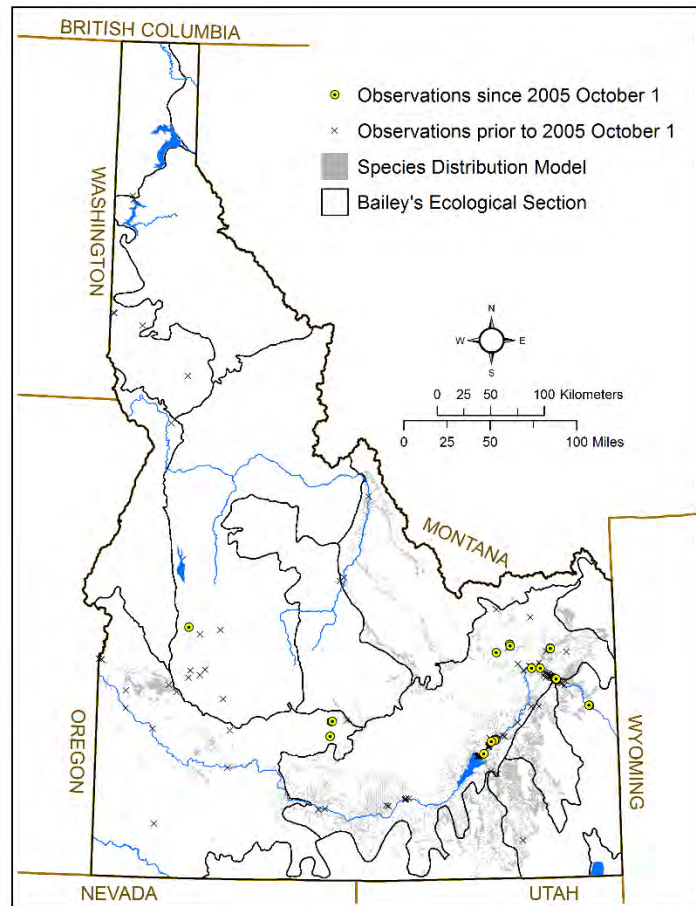 BRITISH COLUMBIA
Observations since 2005 October 1
Observations prior to 2005 October 1
Species Distribution Model
Bailey's Ecological Section
WASHINGTON
N
W E
S
0 25 50 100 Kilometers
0 25 50 100 Miles
MONTANA
OREGON
WYOMING
NEVADA
UTAH